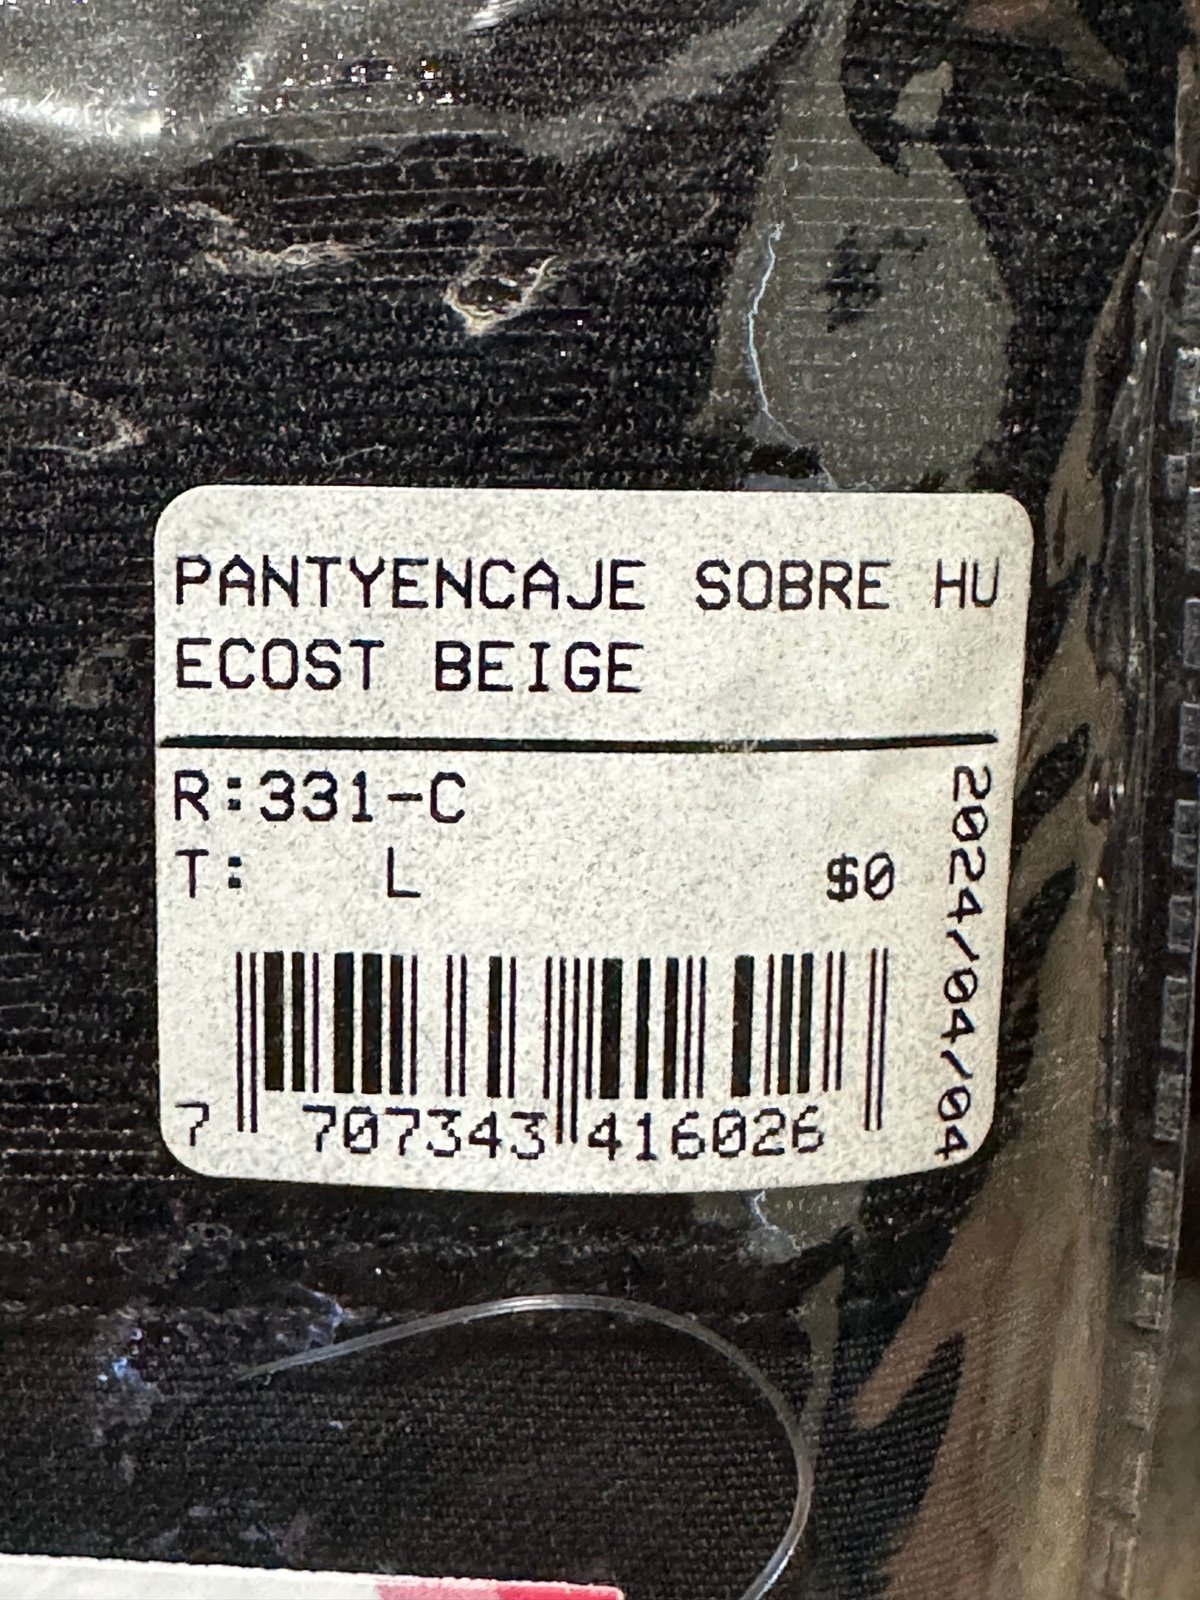 PANTYENCAJE SOBRE HU
ECOST BEIGE
R:331-C
T: L $0
2024/04/04
7 707343 416026